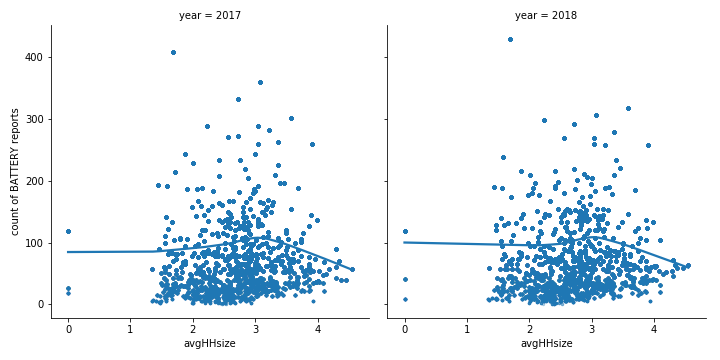 year = 2017
year = 2018
400
300
200
100
0
count of BATTERY reports
0 1 2 3 4
0 1 2 3 4
avgHHsize
avgHHsize